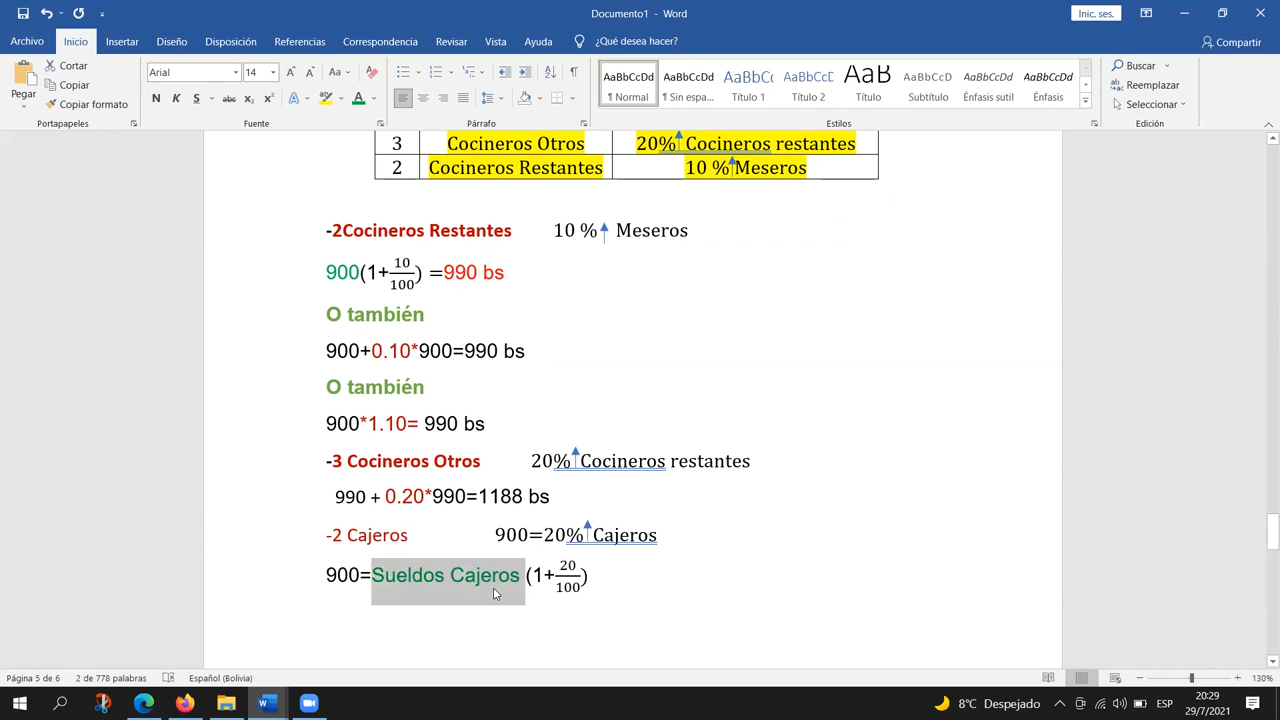 Documento1 - Word
Inic. ses.
Archivo Inicio Insertar Diseño Disposición Referencias Correspondencia Revisar Vista Ayuda ¿Qué desea hacer? Compartir
Pegar
Cortar
Copiar
Copiar formato
Portapapeles
Arial 14
Aa
N K S abc x₂ x²
A A
Fuente
Párrafo
AaBbCcDd AaBbCcDd AaBbCc AaBbCcD AaB AaBbCcD AaBbCcDd AaBbCcDd
¶ Normal ¶ Sin espa... Título 1 Título 2 Título Subtítulo Énfasis sutil Énfasis
Estilos
Buscar
Reemplazar
Seleccionar
Edición
3 Cocineros Otros 20%↑Cocineros restantes
2 Cocineros Restantes 10 %↑Meseros
-2Cocineros Restantes 10 %↑ Meseros
900(1+10/100) =990 bs
O también
900+0.10*900=990 bs
O también
900*1.10= 990 bs
-3 Cocineros Otros 20%↑Cocineros restantes
990 + 0.20*990=1188 bs
-2 Cajeros 900=20%↑Cajeros
900=Sueldos Cajeros (1+20/100)
Página 5 de 6 2 de 778 palabras Español (Bolivia) 130%
8°C Despejado ESP 20:29
29/7/2021